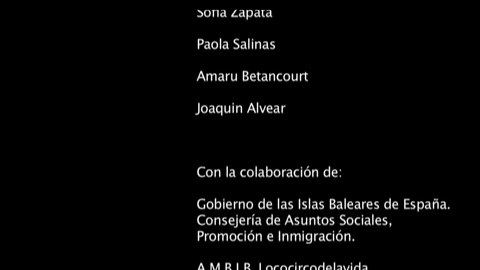 Sofia Zapata
Paola Salinas
Amaru Betancourt
Joaquin Alvear
Con la colaboración de:
Gobierno de las Islas Baleares de España.
Consejería de Asuntos Sociales,
Promoción e Inmigración.
A.M.B.I.B. Lococircodelavida